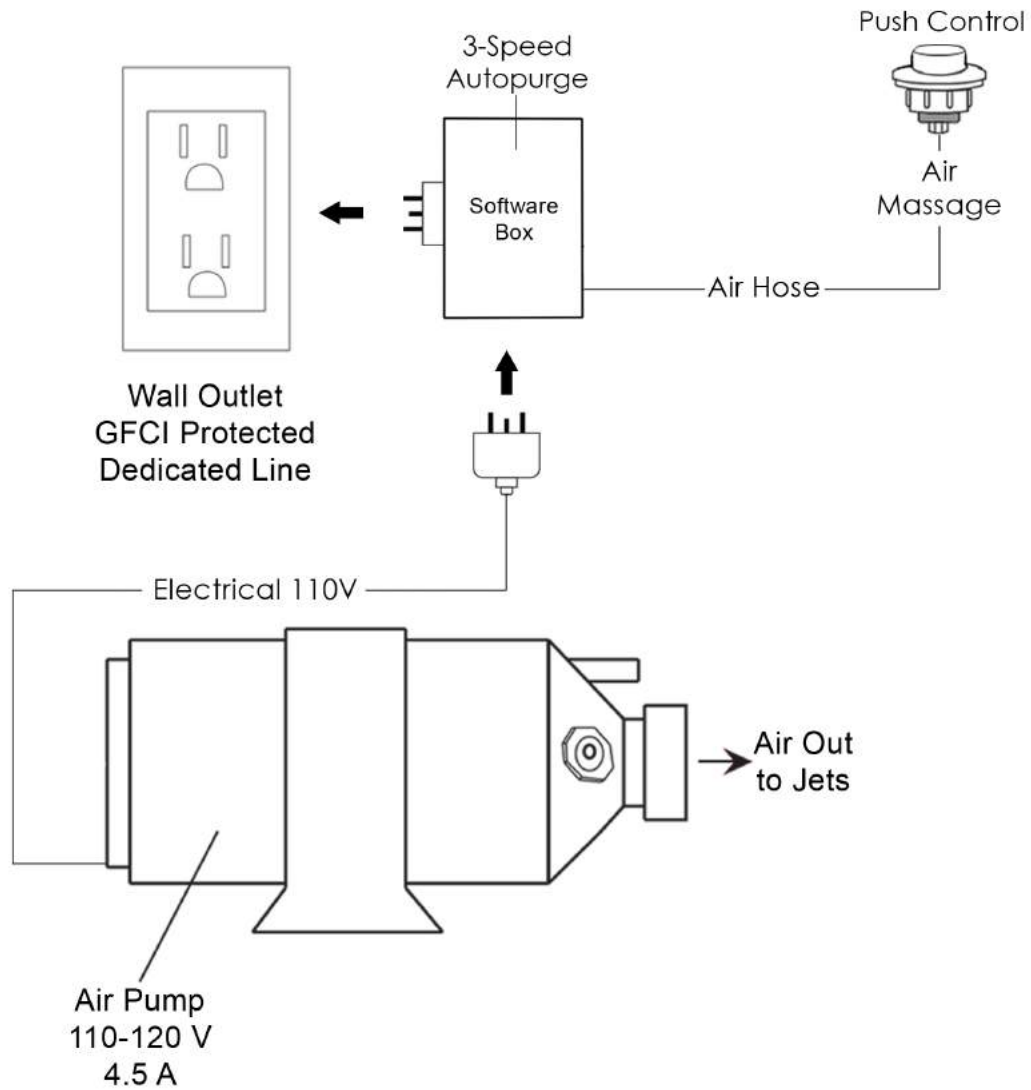 Push Control
3-Speed
Autopurge
Software
Box
Air
Massage
Air Hose
Wall Outlet
GFCI Protected
Dedicated Line
Electrical 110V
Air Out
to Jets
Air Pump
110-120 V
4.5 A